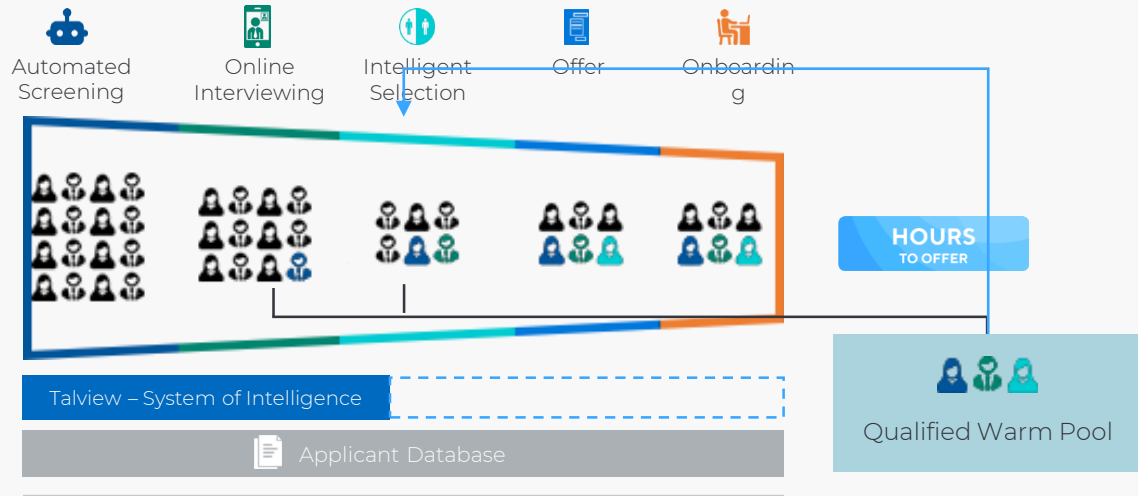 Automated
Screening
Online
Interviewing
Intelligent
Selection
Offer
Onboardin
g
HOURS
TO OFFER
Talview – System of Intelligence
Qualified Warm Pool
Applicant Database